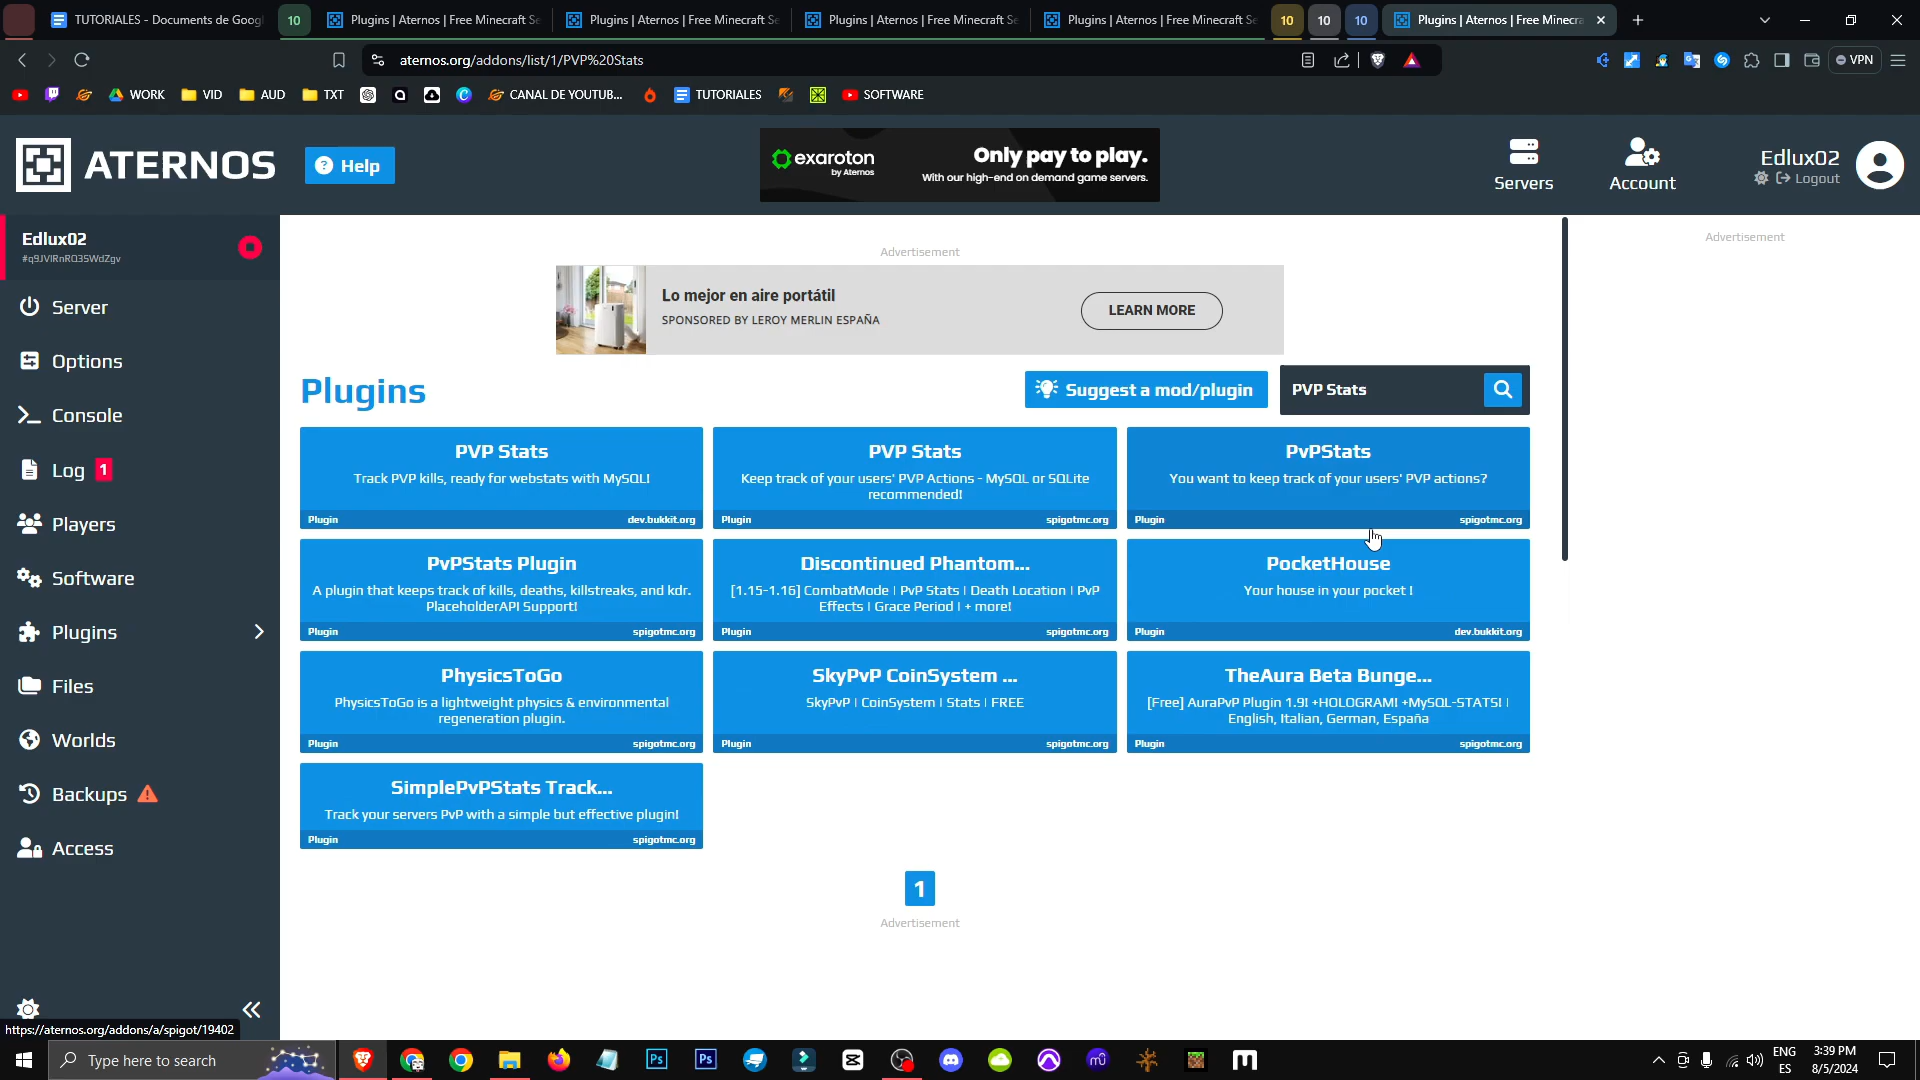 TUTORIALES - Documents de Googl
10
Plugins | Aternos | Free Minecraft Se
Plugins | Aternos | Free Minecraft Se
Plugins | Aternos | Free Minecraft Se
Plugins | Aternos | Free Minecraft Se
10
10
10
Plugins | Aternos | Free Minecra
aternos.org/addons/list/1/PVP%20Stats
VPN
WORK
VID
AUD
TXT
CANAL DE YOUTUB...
TUTORIALES
SOFTWARE
ATERNOS
Help
exaroton
by Aternos
Only pay to play.
With our high-end on demand game servers.
Servers
Account
Edlux02
Logout
Edlux02
Server
Options
Console
Log 1
Players
Software
Plugins
Files
Worlds
Backups
Access
Advertisement
Lo mejor en aire portátil
SPONSORED BY LEROY MERLIN ESPAÑA
LEARN MORE
Advertisement
Plugins
Suggest a mod/plugin
PVP Stats
PVP Stats
Track PVP kills, ready for webstats with MySQL!
Plugin
dev.bukkit.org
PVP Stats
Keep track of your users' PVP Actions - MySQL or SQLite
recommended!
Plugin
spigotmc.org
PvPStats
You want to keep track of your users' PVP actions?
Plugin
spigotmc.org
PvPStats Plugin
A plugin that keeps track of kills, deaths, killstreaks, and kdr.
PlaceholderAPI Support!
Plugin
spigotmc.org
Discontinued Phantom...
[1.15-1.16] CombatMode | PvP Stats | Death Location | PvP
Effects | Grace Period | + more!
Plugin
spigotmc.org
PocketHouse
Your house in your pocket !
Plugin
dev.bukkit.org
PhysicsToGo
PhysicsToGo is a lightweight physics & environmental
regeneration plugin.
Plugin
spigotmc.org
SkyPvP CoinSystem ...
SkyPvP | CoinSystem | Stats | FREE
Plugin
spigotmc.org
TheAura Beta Bunge...
[Free] AuraPvP Plugin 1.9! +HOLOGRAM! +MySQL-STATS! |
English, Italian, German, España
Plugin
spigotmc.org
SimplePvPStats Track...
Track your servers PvP with a simple but effective plugin!
Plugin
spigotmc.org
1
Advertisement
https://aternos.org/addons/a/spigot/19402
Type here to search
ENG
ES
3:39 PM
8/5/2024